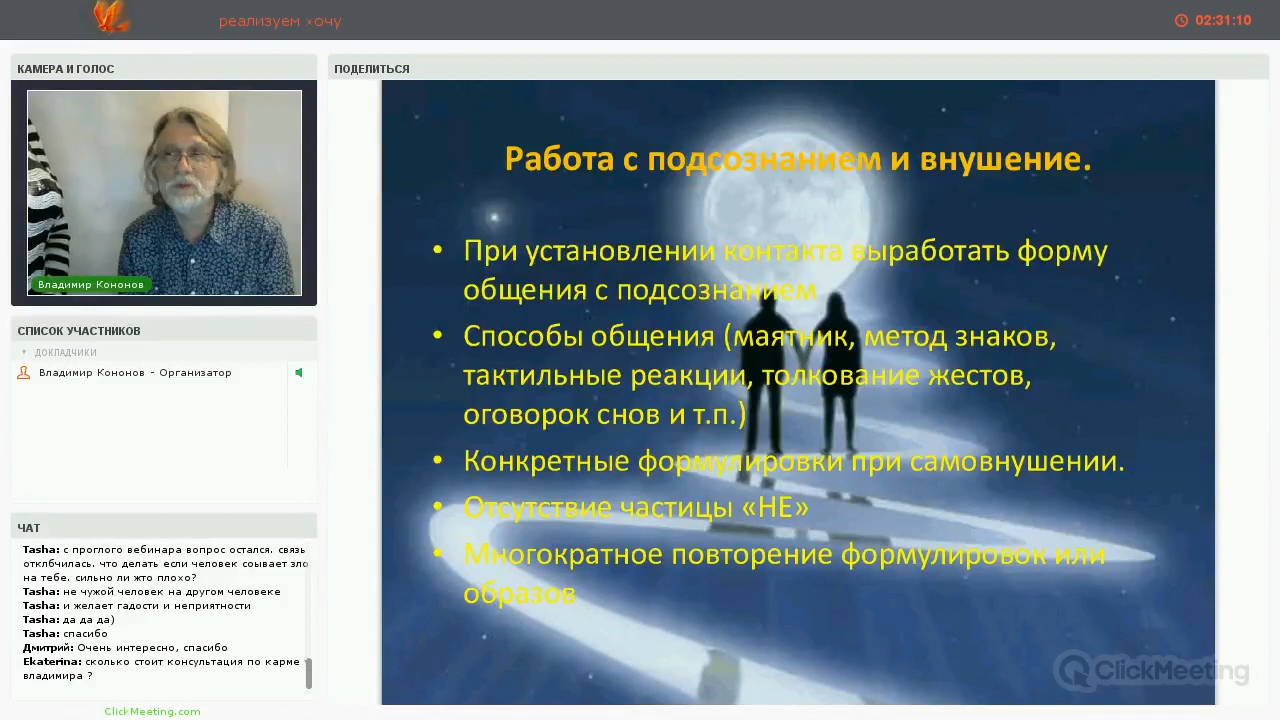 реализуем хочу
02:31:10
КАМЕРА И ГОЛОС
Владимир Кононов
СПИСОК УЧАСТНИКОВ
ДОКЛАДЧИКИ
Владимир Кононов - Организатор
ЧАТ
Tasha: с проглого вебинара вопрос остался. связь
отклбчилась. что делать если человек соывает зло
на тебе. сильно ли жто плохо?
Tasha: не чужой человек на другом человеке
Tasha: и желает гадости и неприятности
Tasha: да да да)
Tasha: спасибо
Дмитрий: Очень интересно, спасибо
Ekaterina: сколько стоит консультация по карме
владимира ?
ClickMeeting.com
ПОДЕЛИТЬСЯ
Работа с подсознанием и внушение.
• При установлении контакта выработать форму
общения с подсознанием
• Способы общения (маятник, метод знаков,
тактильные реакции, толкование жестов,
оговорок снов и т.п.)
• Конкретные формулировки при самовнушении.
• Отсутствие частицы «НЕ»
• Многократное повторение формулировок или
образов
ClickMeeting